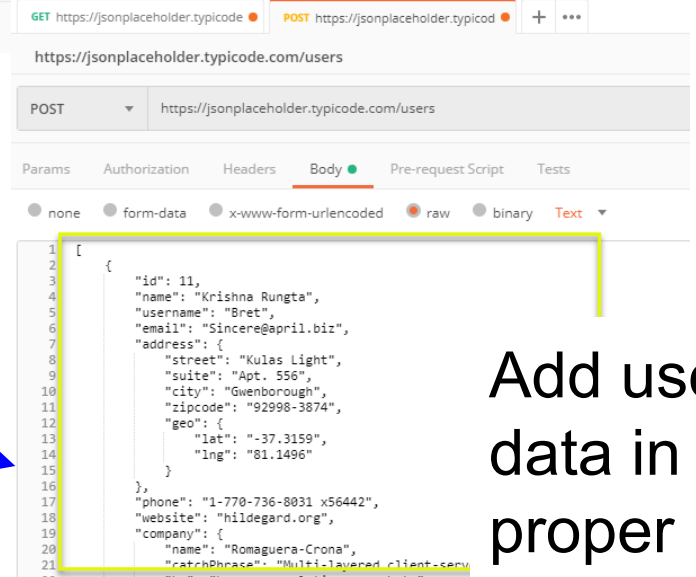 GET https://jsonplaceholder.typicode POST https://jsonplaceholder.typicod + •••
https://jsonplaceholder.typicode.com/users
POST https://jsonplaceholder.typicode.com/users
Params Authorization Headers Body Pre-request Script Tests
none form-data x-www-form-urlencoded raw binary Text
1 [
2 {
3 "id": 11,
4 "name": "Krishna Rungta",
5 "username": "Bret",
6 "email": "Sincere@april.biz",
7 "address": {
8 "street": "Kulas Light",
9 "suite": "Apt. 556",
10 "city": "Gwenborough",
11 "zipcode": "92998-3874",
12 "geo": {
13 "lat": "-37.3159",
14 "lng": "81.1496"
15 }
16 },
17 "phone": "1-770-736-8031 x56442",
18 "website": "hildegard.org",
19 "company": {
20 "name": "Romaguera-Crona",
21 "catchPhrase": "Multi-layered client-serv
Add use
data in
proper